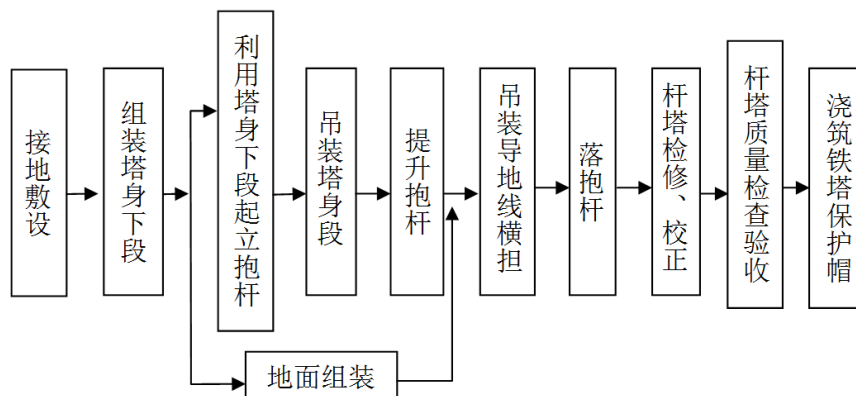 接地敷设
组装塔身下段
利用塔身下段起立抱杆
吊装塔身段
提升抱杆
吊装导地线横担
落抱杆
杆塔检修、校正
杆塔质量检查验收
浇筑铁塔保护帽
地面组装